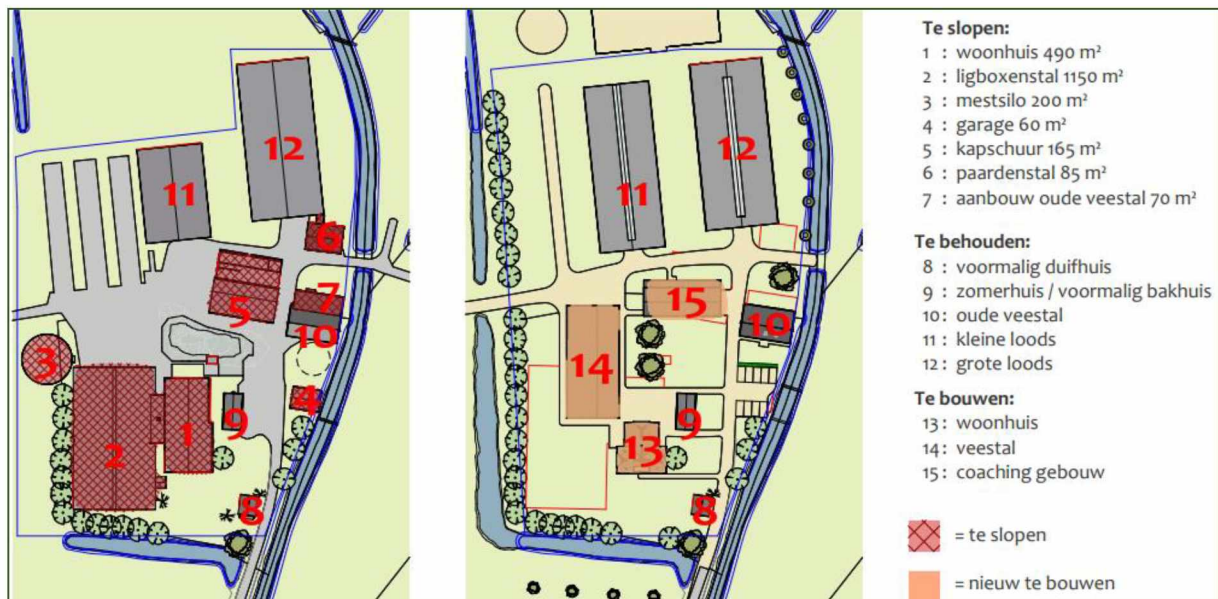 12
11
6
7
5
10
3
4
9
1
2
8
12
11
15
10
14
9
13
8
Te slopen:
1 : woonhuis 490 m²
2 : ligboxenstal 1150 m²
3 : mestsilo 200 m²
4 : garage 60 m²
5 : kapschuur 165 m²
6 : paardenstal 85 m²
7 : aanbouw oude veestal 70 m²
Te behouden:
8 : voormalig duifhuis
9 : zomerhuis / voormalig bakhuis
10 : oude veestal
11 : kleine loods
12 : grote loods
Te bouwen:
13 : woonhuis
14 : veestal
15 : coaching gebouw
= te slopen
= nieuw te bouwen